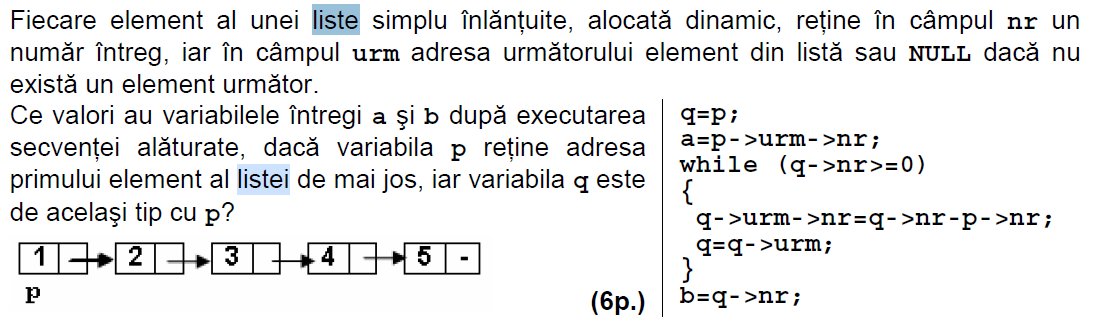 Fiecare element al unei liste simplu înlănțuite, alocată dinamic, reține în câmpul nr un
număr întreg, iar în câmpul urm adresa următorului element din listă sau NULL dacă nu
există un element următor.
Ce valori au variabilele întregi a şi b după executarea
secvenței alăturate, dacă variabila p reține adresa
primului element al listei de mai jos, iar variabila q este
de acelaşi tip cu p?
1 2 3 4 5 -
p
(6p.)
q=p;
a=p->urm->nr;
while (q->nr>=0)
{
q->urm->nr=q->nr-p->nr;
q=q->urm;
}
b=q->nr;